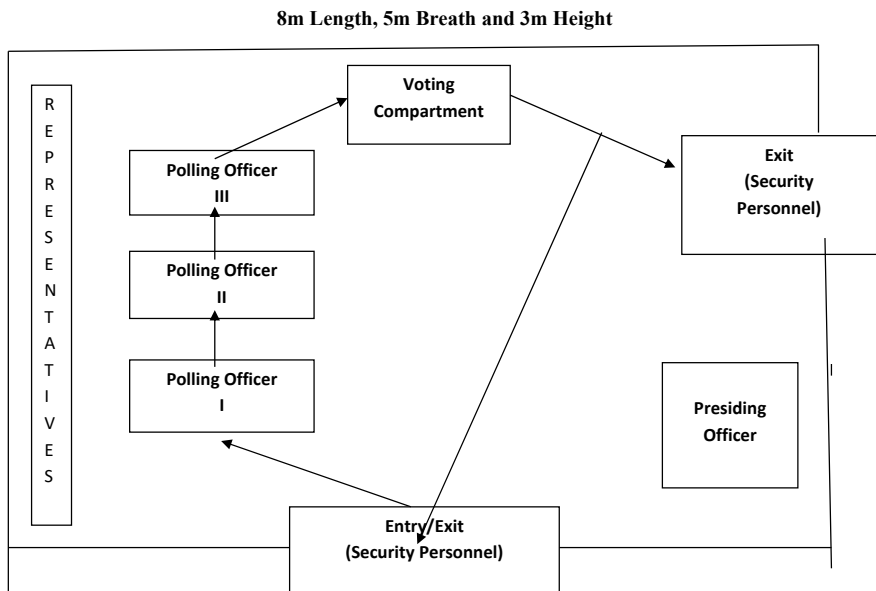 8m Length, 5m Breath and 3m Height
REPRESENTATIVES
Voting
Compartment
Exit
(Security
Personnel)
Polling Officer
III
Polling Officer
II
Polling Officer
I
Presiding
Officer
Entry/Exit
(Security Personnel)